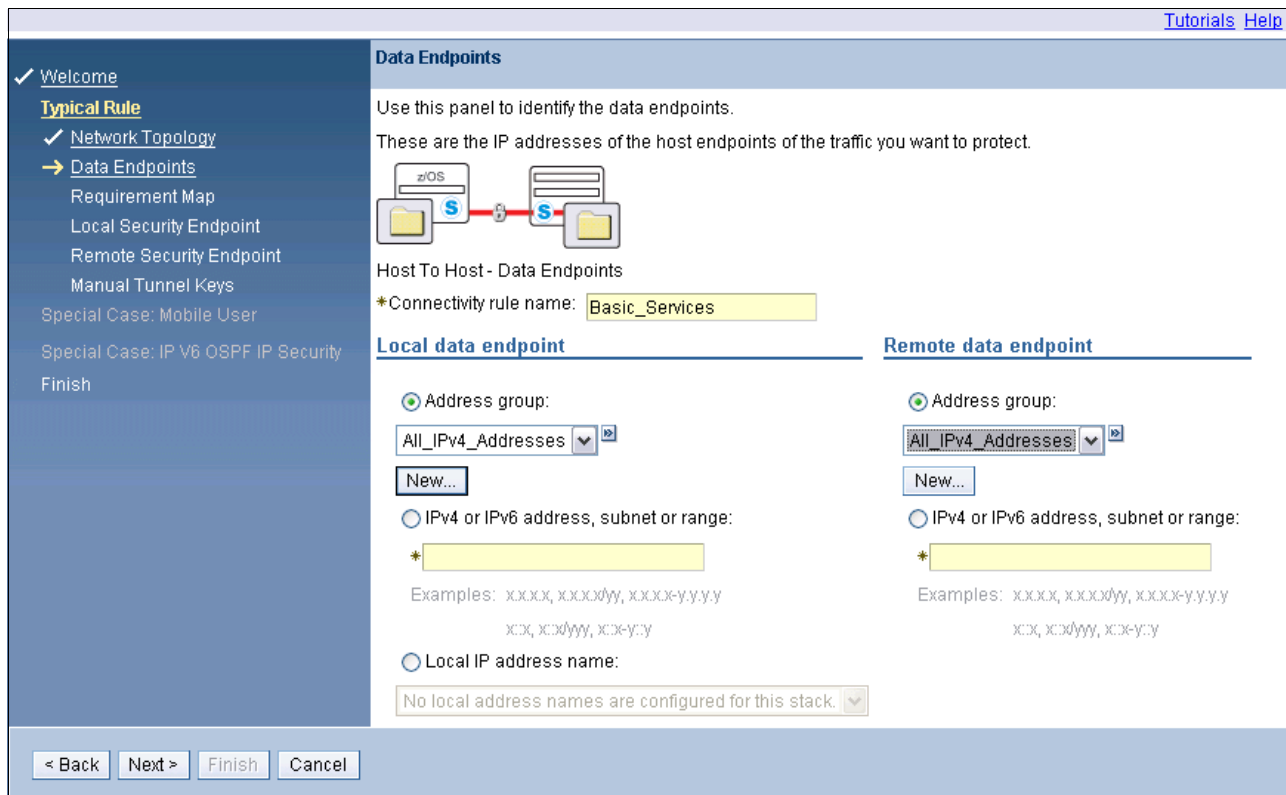 Tutorials Help
Welcome
Typical Rule
Network Topology
Data Endpoints
Requirement Map
Local Security Endpoint
Remote Security Endpoint
Manual Tunnel Keys
Special Case: Mobile User
Special Case: IP V6 OSPF IP Security
Finish
Data Endpoints
Use this panel to identify the data endpoints.
These are the IP addresses of the host endpoints of the traffic you want to protect.
z/OS
S S
Host To Host - Data Endpoints
*Connectivity rule name: Basic_Services
Local data endpoint
Address group:
All_IPv4_Addresses
New...
IPv4 or IPv6 address, subnet or range:
*
Examples: x.x.x.x, x.x.x.x/yy, x.x.x.x-y.y.y.y
x::x, x::x/yyy, x::x-y::y
Local IP address name:
No local address names are configured for this stack.
Remote data endpoint
Address group:
All_IPv4_Addresses
New...
IPv4 or IPv6 address, subnet or range:
*
Examples: x.x.x.x, x.x.x.x/yy, x.x.x.x-y.y.y.y
x::x, x::x/yyy, x::x-y::y
< Back Next > Finish Cancel